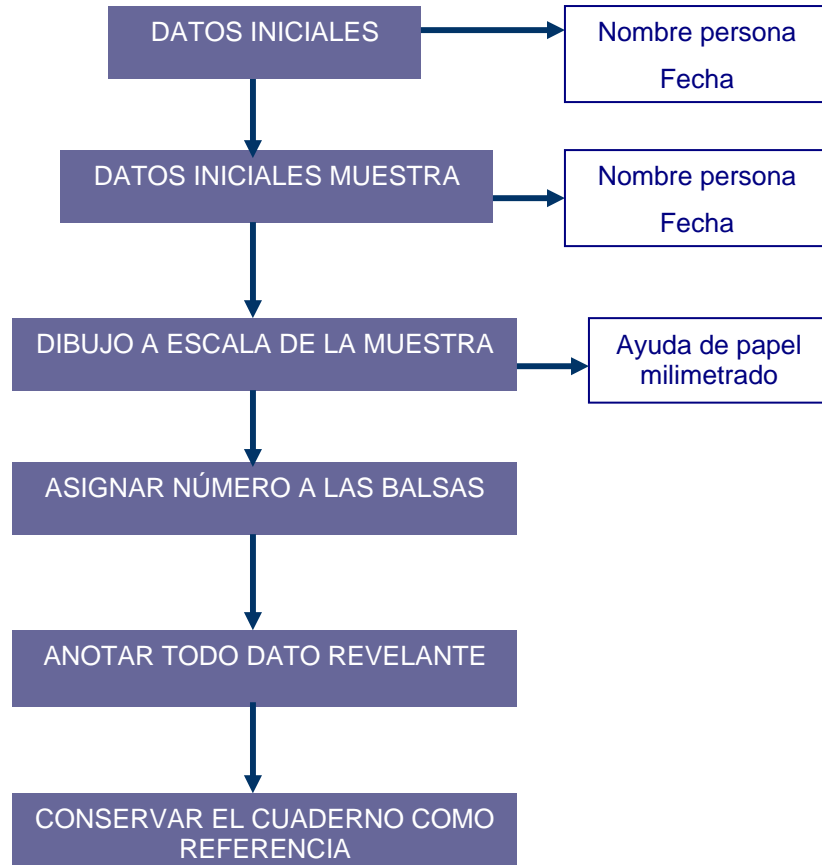 DATOS INICIALES
Nombre persona
Fecha
DATOS INICIALES MUESTRA
Nombre persona
Fecha
DIBUJO A ESCALA DE LA MUESTRA
Ayuda de papel
milimetrado
ASIGNAR NÚMERO A LAS BALSAS
ANOTAR TODO DATO REVELANTE
CONSERVAR EL CUADERNO COMO
REFERENCIA